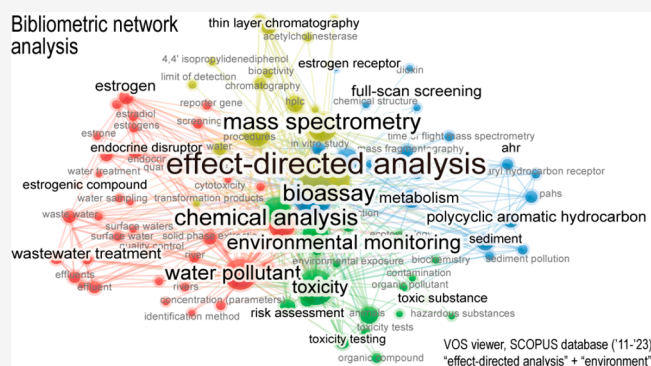 Bibliometric network
analysis
thin layer chromatography
acetylcholinesterase
4,4' isopropylidenediphenol
estrogen receptor
dioxin
bioactivity
limit of detection
chromatography
full-scan screening
estrogen
reporter gene
hplc
chemical structure
estradiol
estrogens
screening
mass spectrometry
estrone
procedures
time of flight mass spectrometry
in vitro study
endocrine disruptor
water
mass fragmentography
ahr
effect-directed analysis
water treatment
aryl hydrocarbon receptor
estrogenic compound
cytotoxicity
bioassay
metabolism
pahs
water sampling
transformation products
waste water
chemical analysis
polycyclic aromatic hydrocarbon
surface waters
surface water
solid phase
quality control
environmental monitoring
sediment
wastewater treatment
river
environmental exposure
biochemistry
sediment pollution
effluents
water pollutant
contamination
effluent
rivers
toxicity
organic pollutant
concentration (parameters)
toxic substance
identification method
risk assessment
hazardous substances
toxicity tests
toxicity testing
organic compound
VOS viewer, SCOPUS database ('11-'23)
"effect-directed analysis" + "environment"